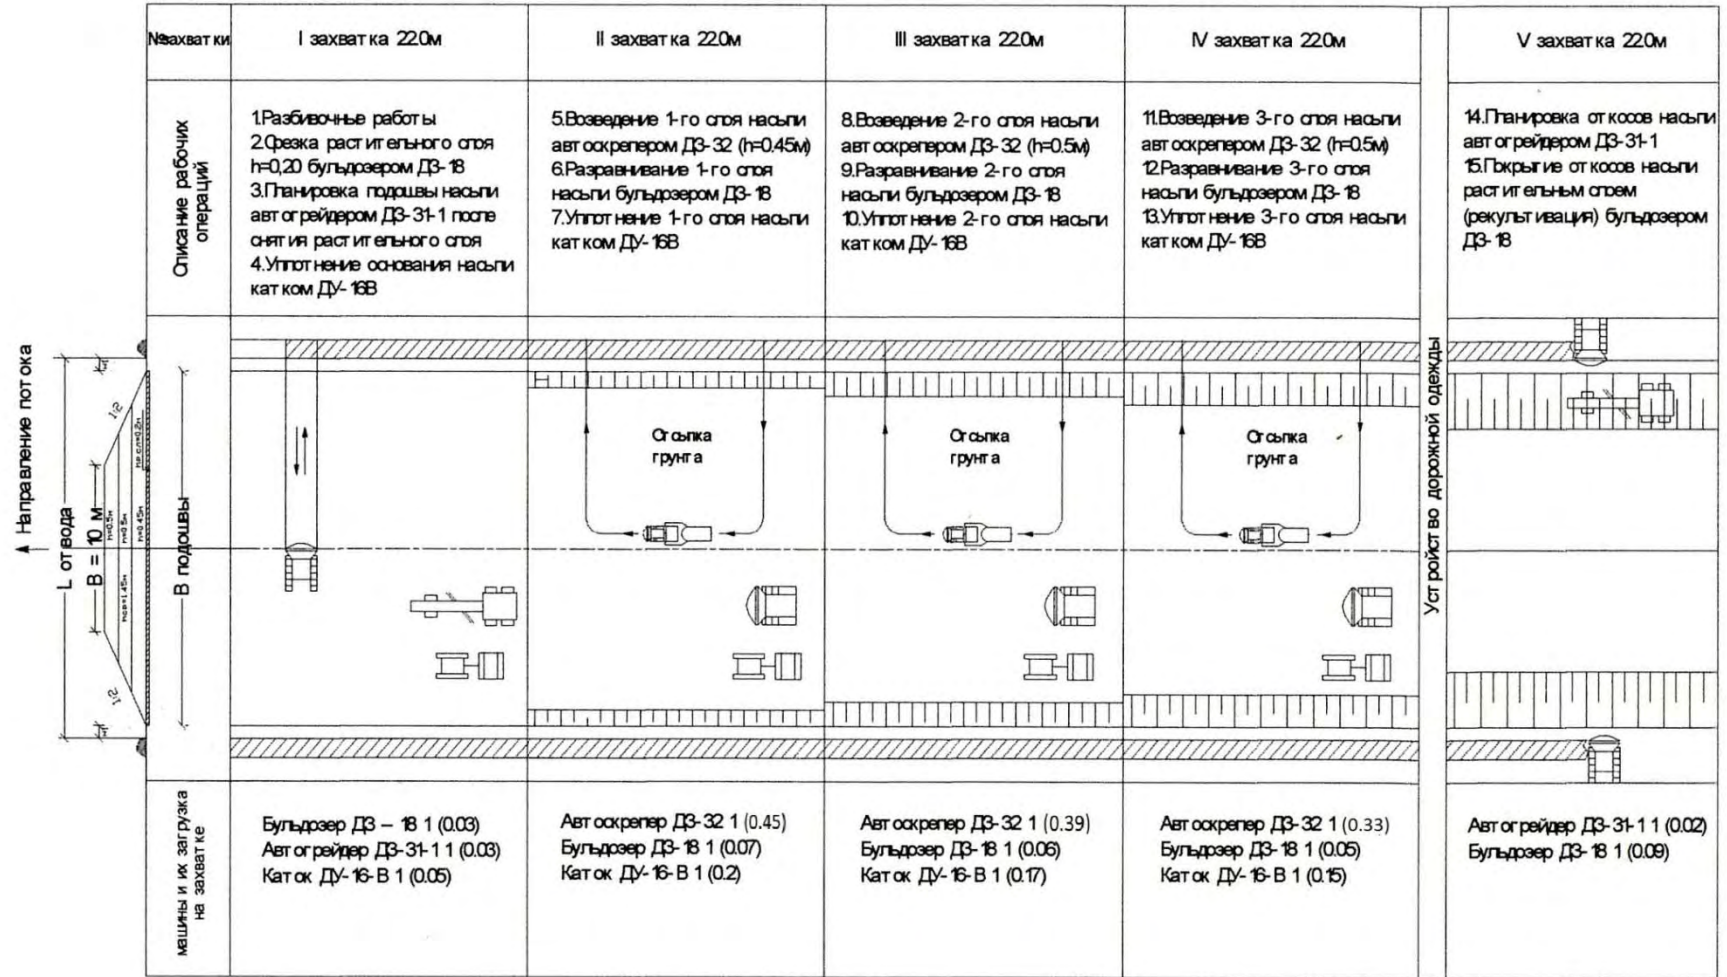 №захватки
I захватка 220м
II захватка 220м
III захватка 220м
IV захватка 220м
V захватка 220м
Описание рабочих
операций
1.Разбивочные работы
2.Срезка растительного слоя
h=0,20 бульдозером ДЗ-18
3.Планировка подошвы насыпи
автогрейдером ДЗ-31-1 после
снятия растительного слоя
4.Уплотнение основания насыпи
катком ДУ-16В
5.Возведение 1-го слоя насыпи
автоскрепером ДЗ-32 (h=0.45м)
6.Разравнивание 1-го слоя
насыпи бульдозером ДЗ-18
7.Уплотнение 1-го слоя насыпи
катком ДУ-16В
8.Возведение 2-го слоя насыпи
автоскрепером ДЗ-32 (h=0.5м)
9.Разравнивание 2-го слоя
насыпи бульдозером ДЗ-18
10.Уплотнение 2-го слоя насыпи
катком ДУ-16В
11.Возведение 3-го слоя насыпи
автоскрепером ДЗ-32 (h=0.5м)
12.Разравнивание 3-го слоя
насыпи бульдозером ДЗ-18
13.Уплотнение 3-го слоя насыпи
катком ДУ-16В
14.Планировка откосов насыпи
автогрейдером ДЗ-31-1
15.Покрытие откосов насыпи
растительным слоем
(рекультивация) бульдозером
ДЗ-18
Направление потока
L отвода
B = 10 м
1:2
1:2
h=0.5м
h=0.5м
h=0.45м
hср=1.45м
hр.сл=0.2м
В подошвы
Отсыпка
грунта
Отсыпка
грунта
Отсыпка
грунта
Устройство дорожной одежды
машины и их загрузка
на захватке
Бульдозер ДЗ – 18 1 (0.03)
Автогрейдер ДЗ-31-1 1 (0.03)
Каток ДУ-16-В 1 (0.05)
Автоскрепер ДЗ-32 1 (0.45)
Бульдозер ДЗ-18 1 (0.07)
Каток ДУ-16-В 1 (0.2)
Автоскрепер ДЗ-32 1 (0.39)
Бульдозер ДЗ-18 1 (0.06)
Каток ДУ-16-В 1 (0.17)
Автоскрепер ДЗ-32 1 (0.33)
Бульдозер ДЗ-18 1 (0.05)
Каток ДУ-16-В 1 (0.15)
Автогрейдер ДЗ-31-1 1 (0.02)
Бульдозер ДЗ-18 1 (0.09)